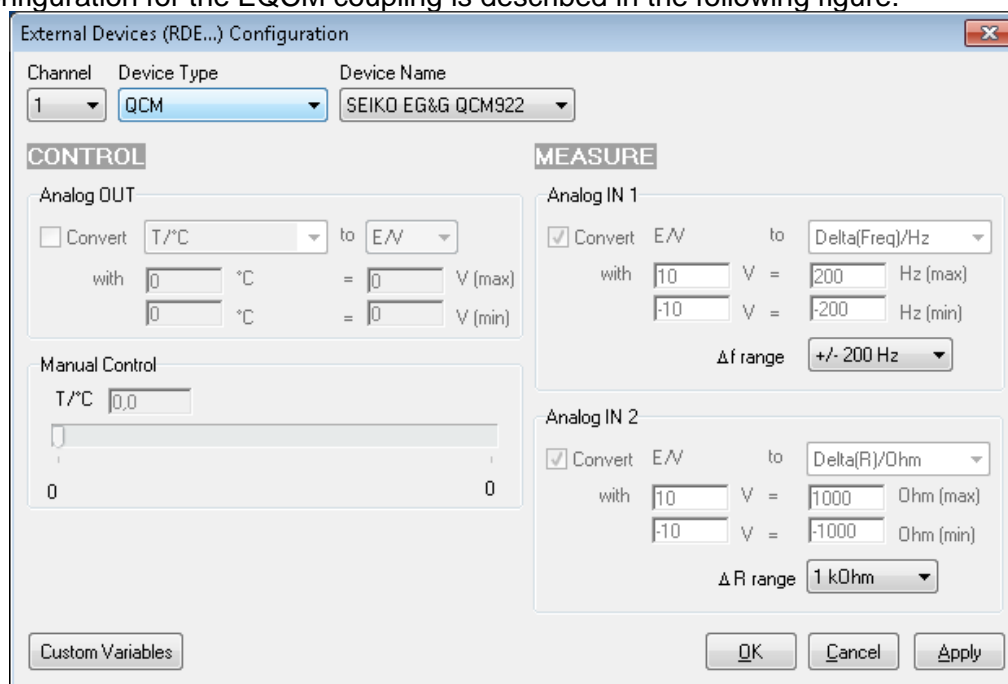 nfiguration for the EQCM coupling is described in the following figure.
External Devices (RDE...) Configuration
Channel Device Type Device Name
1 QCM SEIKO EG&G QCM922
CONTROL
Analog OUT
Convert T/°C to E/V
with 0 °C = 0 V (max)
0 °C = 0 V (min)
Manual Control
T/°C 0,0
0 0
MEASURE
Analog IN 1
Convert E/V to Delta(Freq)/Hz
with 10 V = 200 Hz (max)
-10 V = -200 Hz (min)
Δf range +/- 200 Hz
Analog IN 2
Convert E/V to Delta(R)/Ohm
with 10 V = 1000 Ohm (max)
-10 V = -1000 Ohm (min)
Δ R range 1 kOhm
Custom Variables OK Cancel Apply